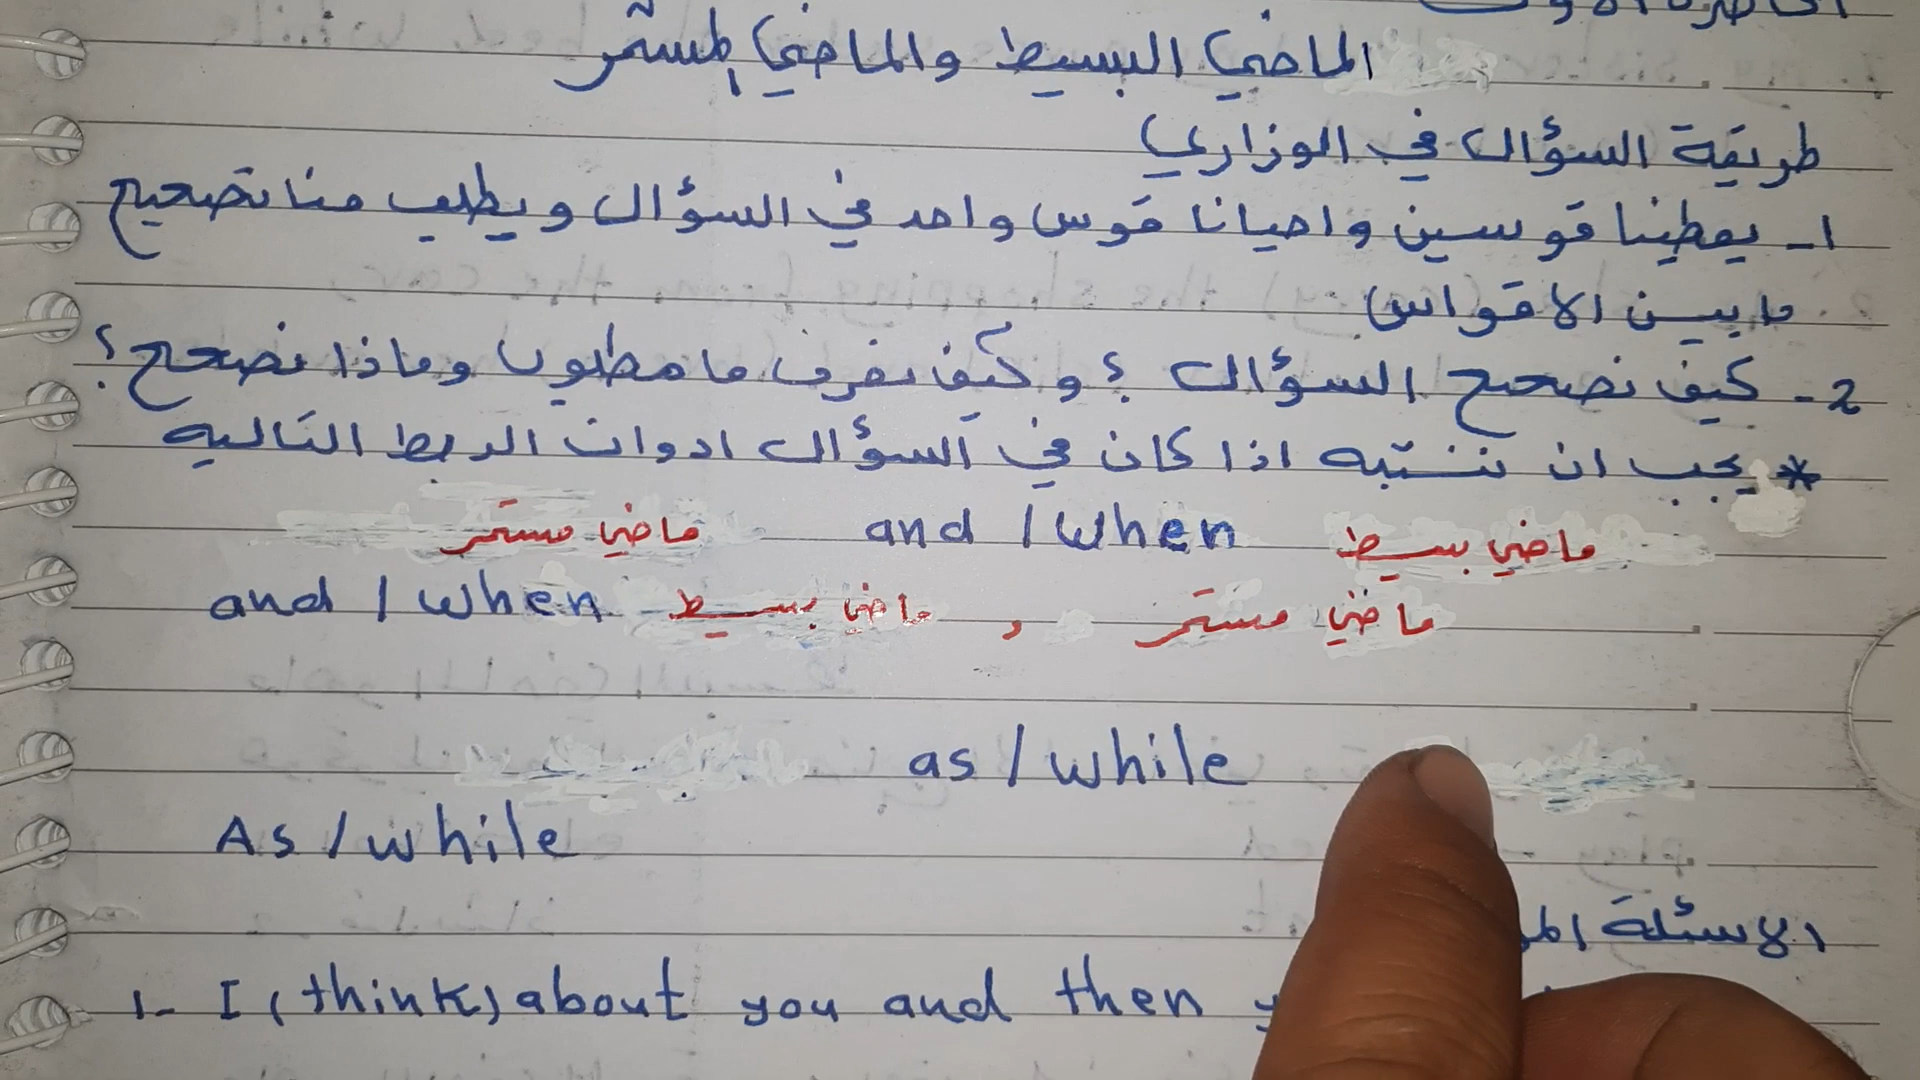 الماضي البسيط والماضي المستمر
طريقة السؤال في الوزاري
1- يعطينا قوسين واحيانا قوس واحد في السؤال ويطلب منا تصحيح
ما بين الاقواس
2- كيف نصحح السؤال ؟ وكيف نعرف ما مطلوب وماذا نصحح ؟
* يجب ان ننتبه اذا كان في السؤال ادوات الربط التاليه
ماضي مستمر and / when ماضي بسيط
and / when ماضي بسيط , ماضي مستمر
as / while
As / while
الاسئلة
1- I (think) about you and then